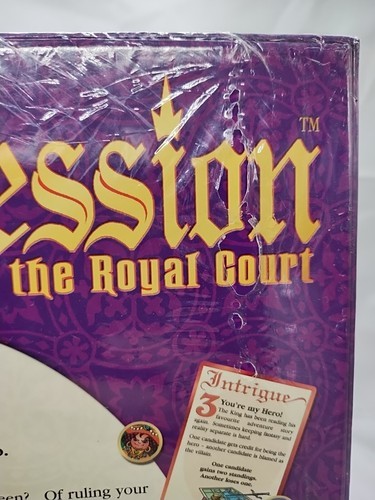 ession™
the Royal Court
Intrigue
3 You're my Hero!
The King has been reading his
favourite adventure story
again. Sometimes keeping fantasy and
reality separate is hard.
One candidate gets credit for being the
hero – another candidate is blamed as
the villain.
One candidate
gains two standings.
Another loses one.
een? Of ruling your